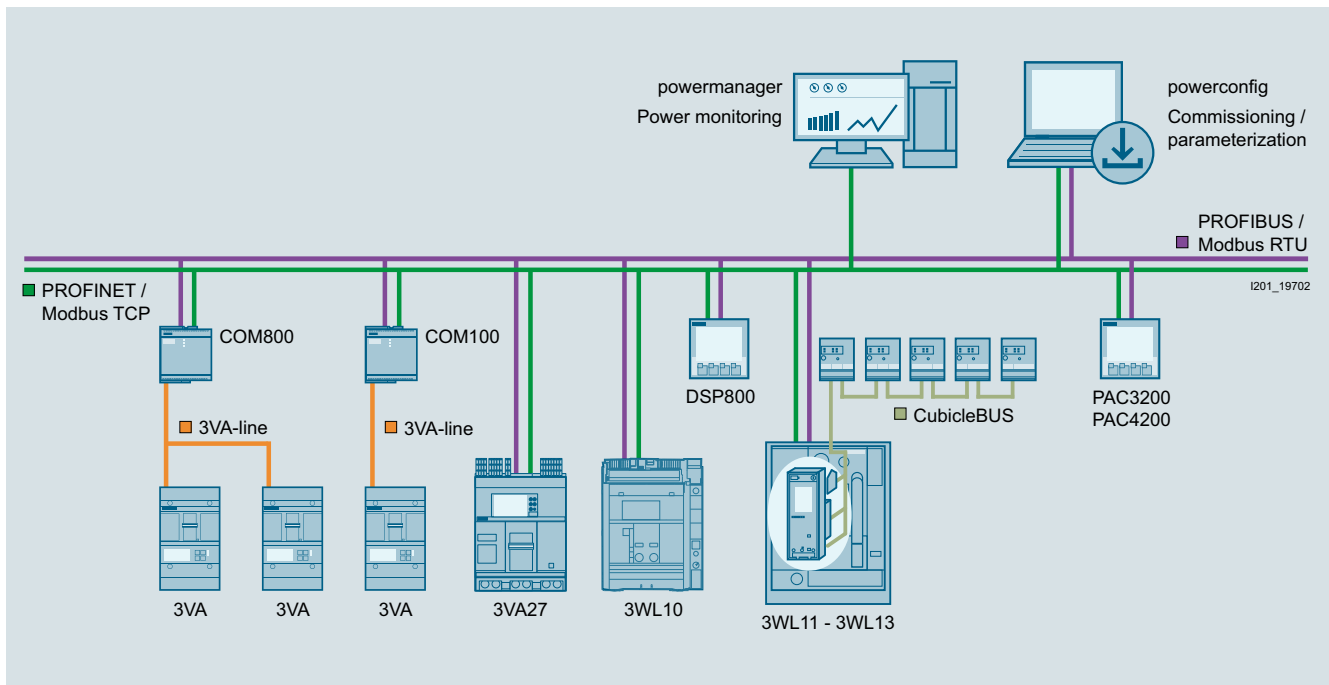 powermanager
Power monitoring
powerconfig
Commissioning /
parameterization
PROFIBUS /
Modbus RTU
I201_19702
PROFINET /
Modbus TCP
COM800
COM100
DSP800
CubicleBUS
PAC3200
PAC4200
3VA-line
3VA-line
3VA
3VA
3VA
3VA27
3WL10
3WL11 - 3WL13